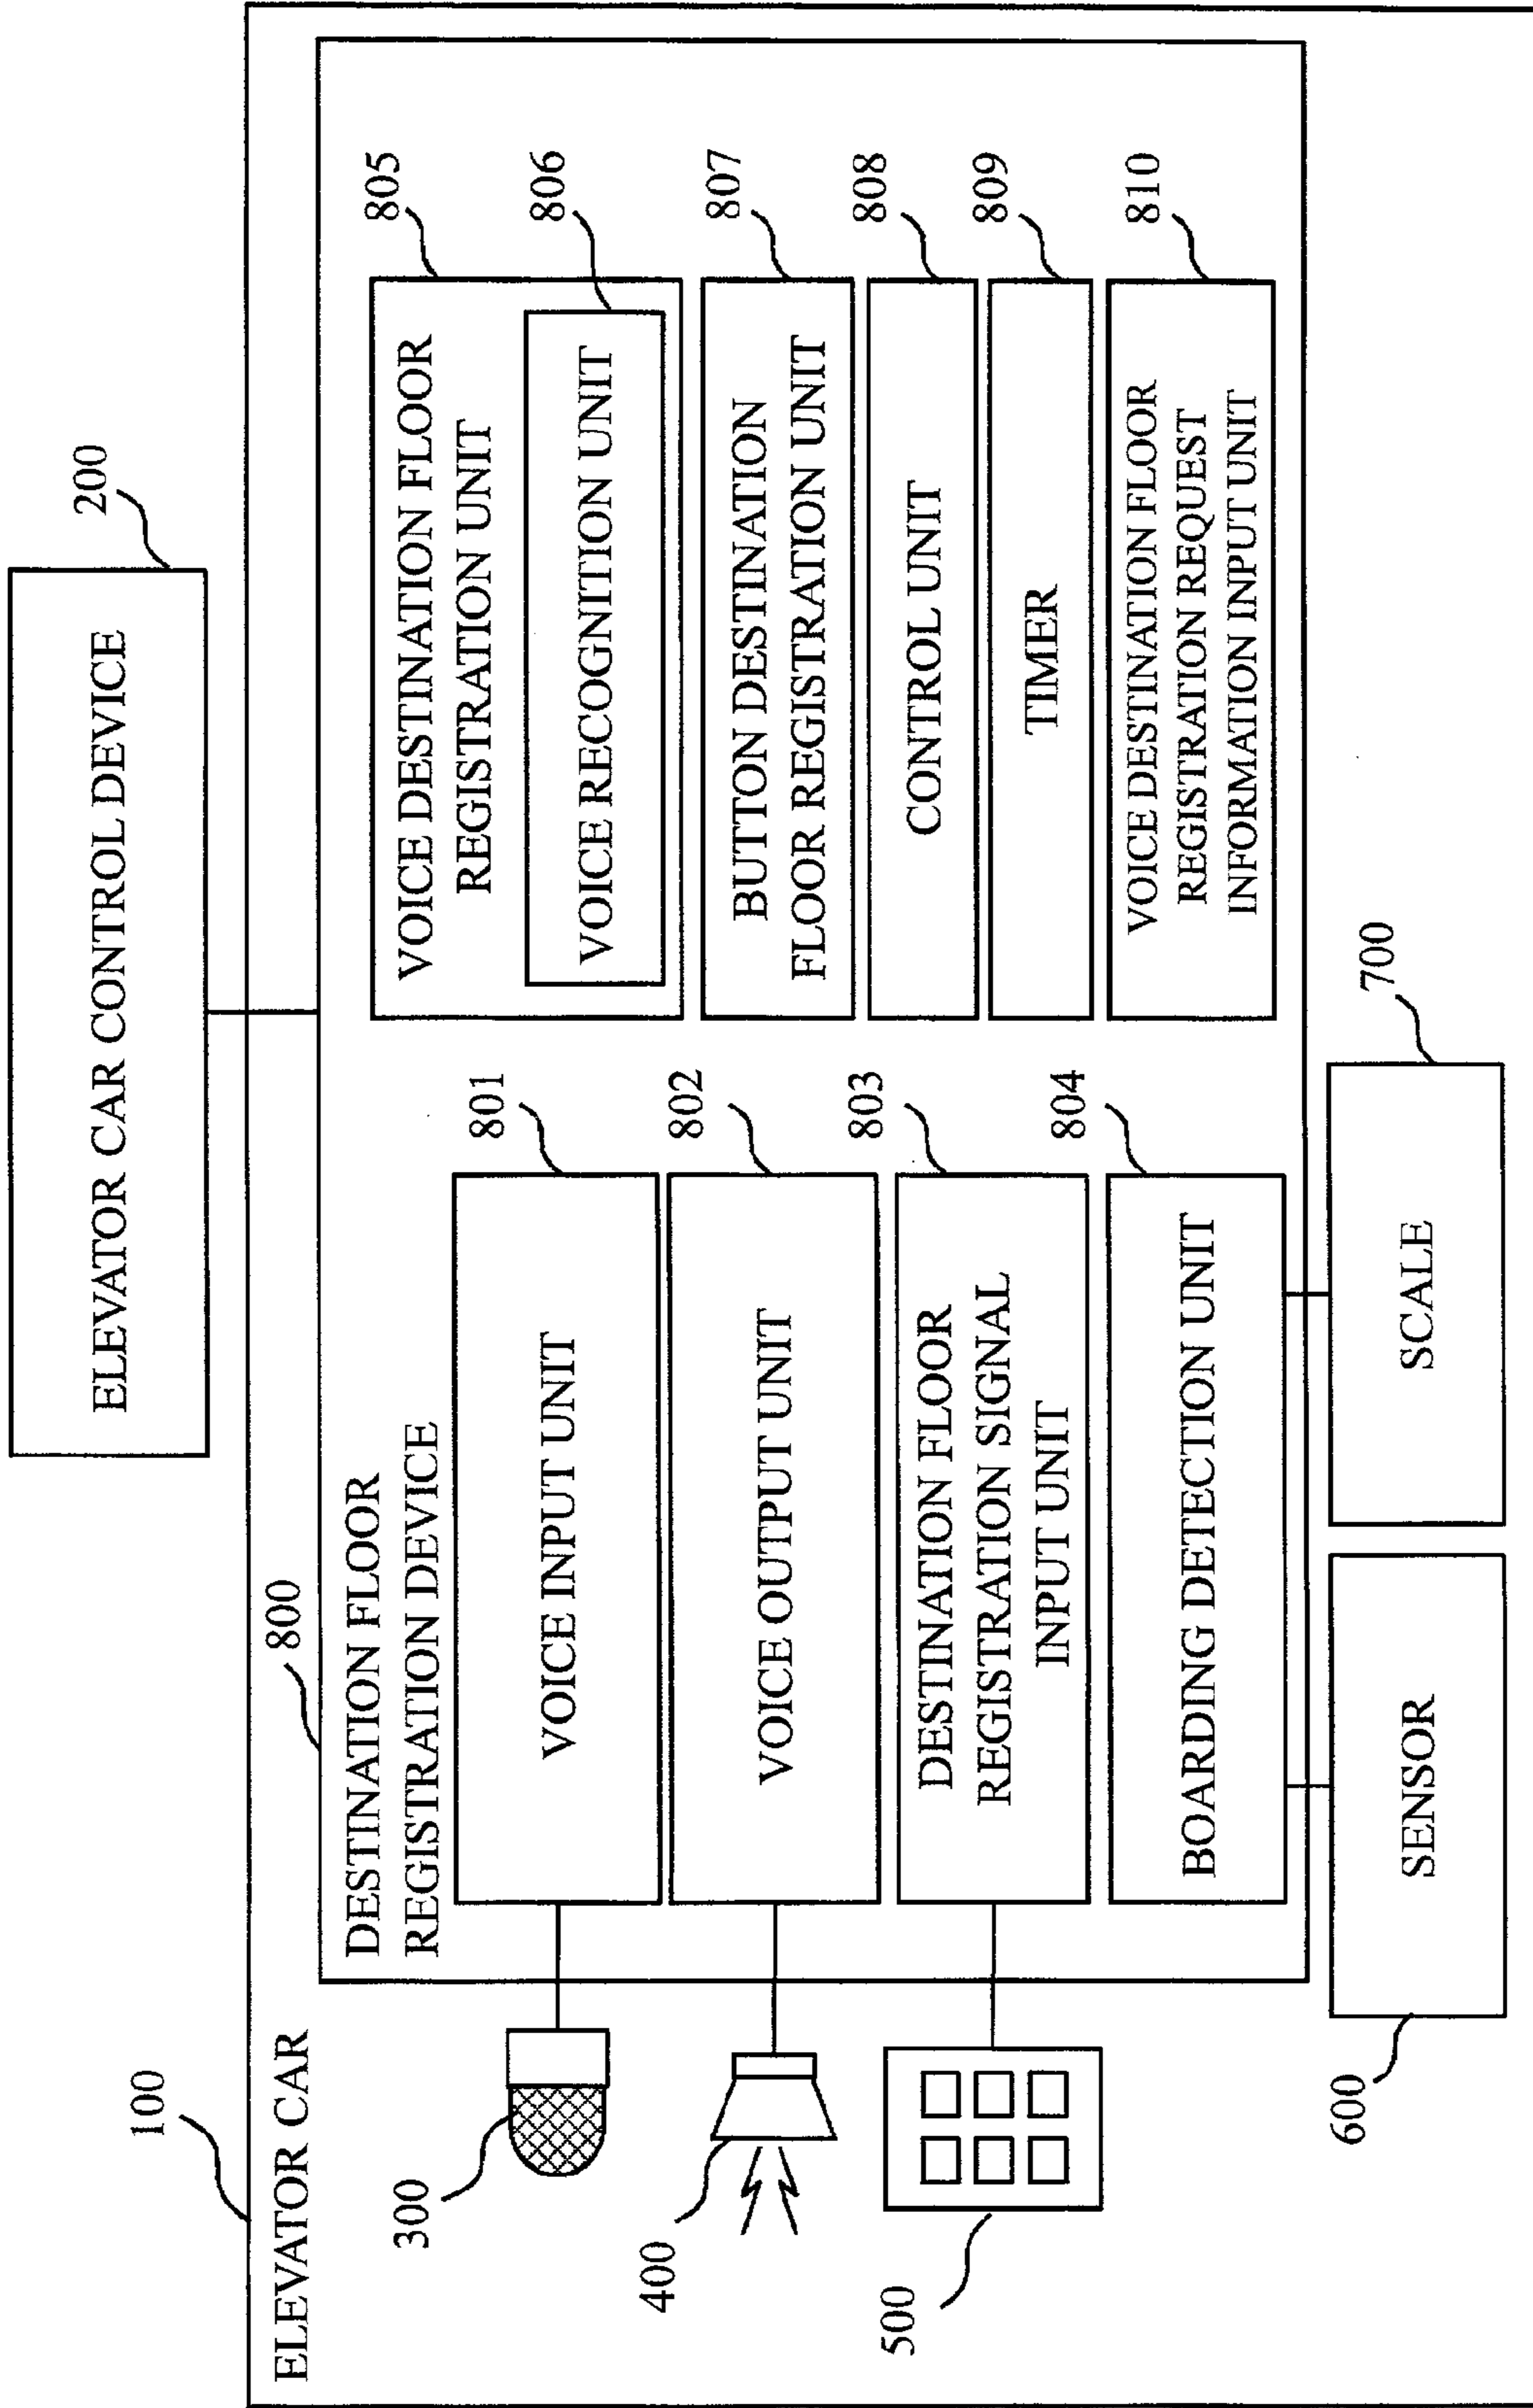 200
ELEVATOR CAR CONTROL DEVICE
100
ELEVATOR CAR
800
DESTINATION FLOOR
REGISTRATION DEVICE
300
400
500
801
VOICE INPUT UNIT
802
VOICE OUTPUT UNIT
803
DESTINATION FLOOR
REGISTRATION SIGNAL
INPUT UNIT
804
BOARDING DETECTION UNIT
805
VOICE DESTINATION FLOOR
REGISTRATION UNIT
806
VOICE RECOGNITION UNIT
807
BUTTON DESTINATION
FLOOR REGISTRATION UNIT
808
CONTROL UNIT
809
TIMER
810
VOICE DESTINATION FLOOR
REGISTRATION REQUEST
INFORMATION INPUT UNIT
600
SENSOR
700
SCALE